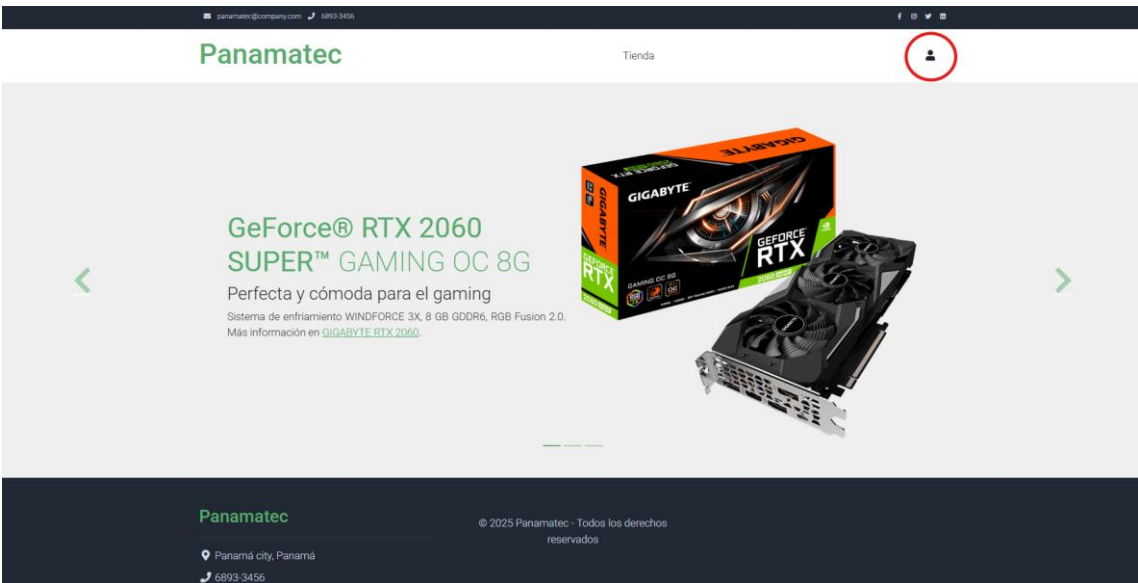 panamatec@company.com 6893-3456
Panamatec
Tienda
GeForce® RTX 2060
SUPER™ GAMING OC 8G
Perfecta y cómoda para el gaming
Sistema de enfriamiento WINDFORCE 3X, 8 GB GDDR6, RGB Fusion 2.0.
Más información en GIGABYTE RTX 2060.
GIGABYTE
GIGABYTE
GIGABYTE
GEFORCE
RTX
2060 SUPER
GAMING OC 8G
GEFORCE
RTX
Panamatec
© 2025 Panamatec - Todos los derechos
reservados
Panamá city, Panamá
6893-3456